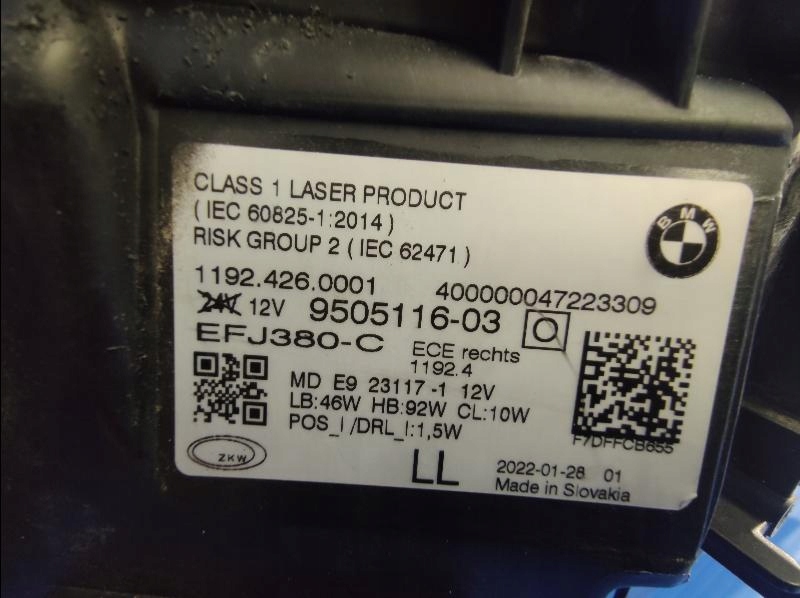 CLASS 1 LASER PRODUCT
( IEC 60825-1:2014 )
RISK GROUP 2 ( IEC 62471 )
BMW
1192.426.0001 400000047223309
24V 12V 9505116-03 O
EFJ380-C ECE rechts
1192.4
MD E9 23117 -1 12V
LB:46W HB:92W CL:10W
POS_I /DRL_I:1,5W
F7DFFCB655
ZKW
LL 2022-01-28 01
Made in Slovakia